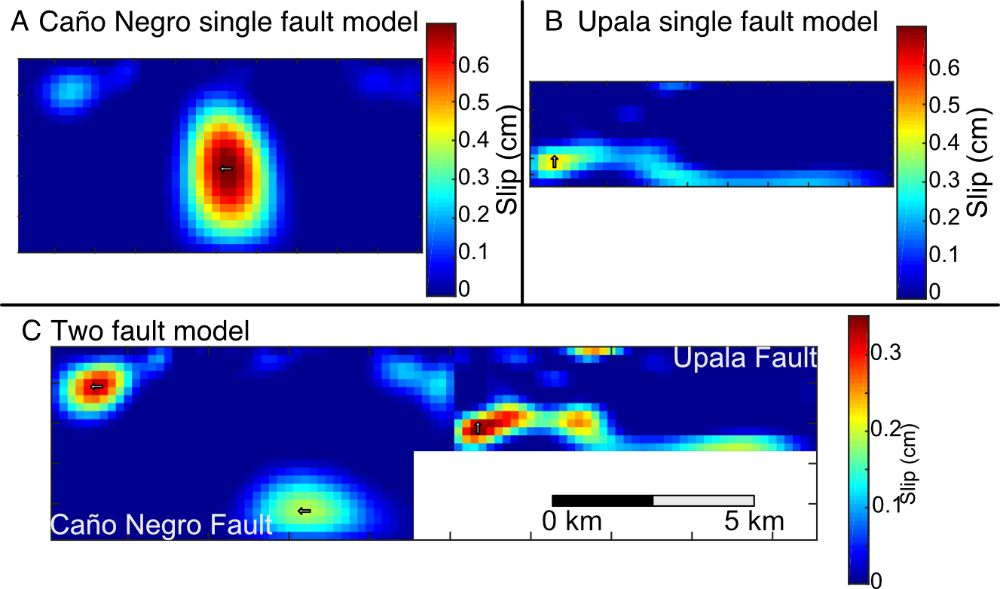 A Caño Negro single fault model
0.6
0.5
0.4
0.3
0.2
0.1
0
Slip (cm)
B Upala single fault model
0.6
0.5
0.4
0.3
0.2
0.1
0
Slip (cm)
C Two fault model
Upala Fault
Caño Negro Fault
0 km 5 km
0.3
0.2
0.1
0
Slip (cm)